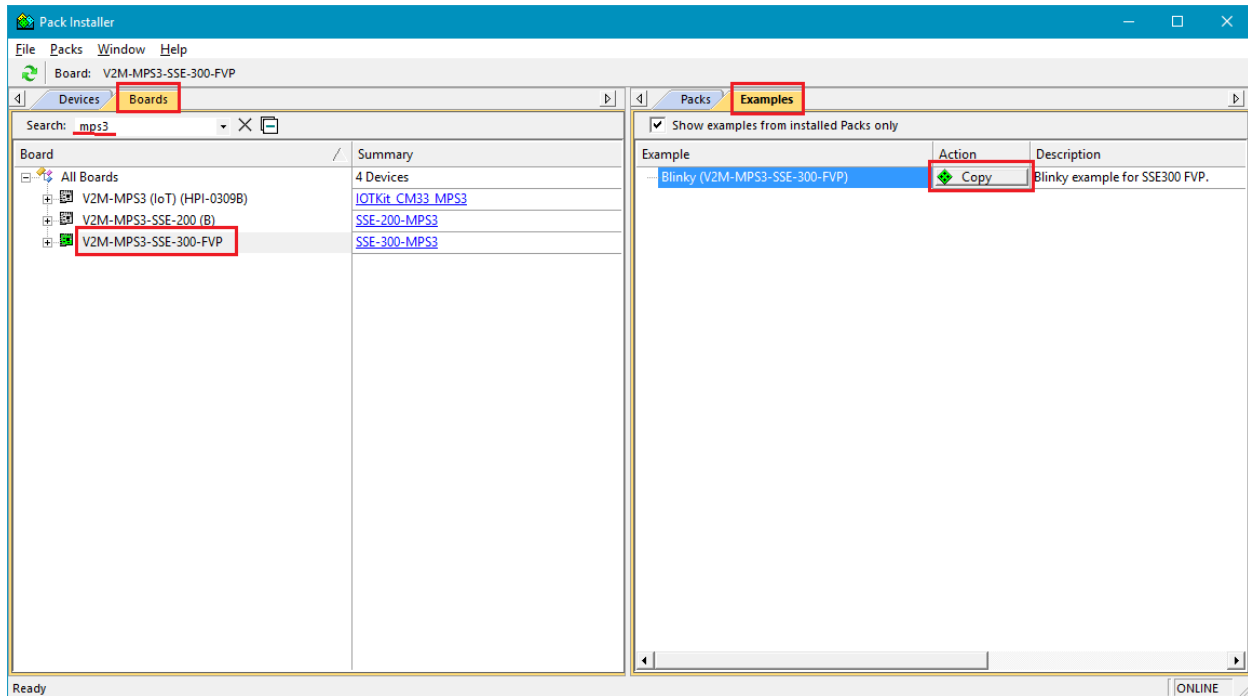 Pack Installer
File Packs Window Help
Board: V2M-MPS3-SSE-300-FVP
Devices Boards
Search: mps3
Board Summary
All Boards 4 Devices
V2M-MPS3 (IoT) (HPI-0309B) IOTKit_CM33_MPS3
V2M-MPS3-SSE-200 (B) SSE-200-MPS3
V2M-MPS3-SSE-300-FVP SSE-300-MPS3
Packs Examples
Show examples from installed Packs only
Example Action Description
Blinky (V2M-MPS3-SSE-300-FVP) Copy Blinky example for SSE300 FVP.
Ready ONLINE